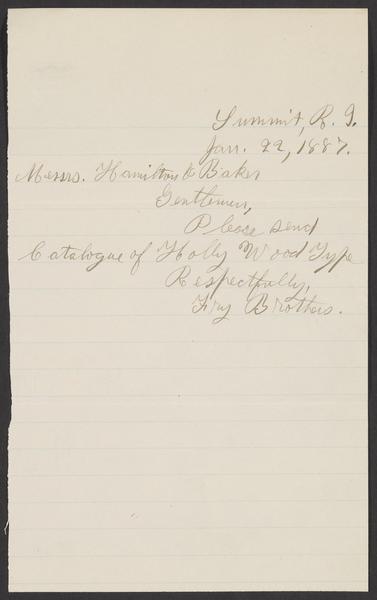 Summit, R. I.
Jan. 22, 1887.
Messrs. Hamilton & Baker
Gentlemen,
Please send
Catalogue of Holly Wood Type
Respectfully,
Fry Brothers.